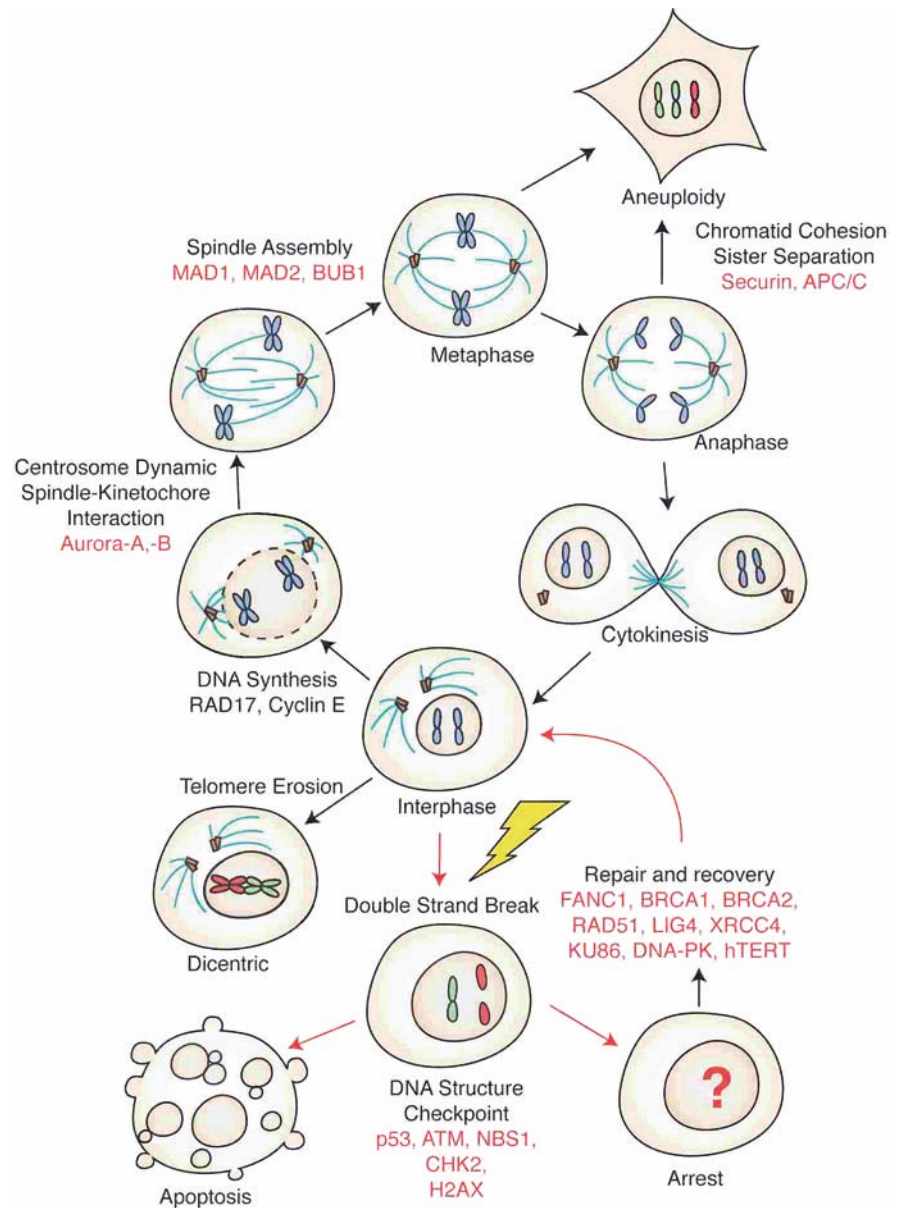 Aneuploidy
Chromatid Cohesion
Sister Separation
Securin, APC/C
Spindle Assembly
MAD1, MAD2, BUB1
Metaphase
Anaphase
Centrosome Dynamic
Spindle-Kinetochore
Interaction
Aurora-A,-B
Cytokinesis
DNA Synthesis
RAD17, Cyclin E
Interphase
Telomere Erosion
Dicentric
Double Strand Break
Repair and recovery
FANC1, BRCA1, BRCA2,
RAD51, LIG4, XRCC4,
KU86, DNA-PK, hTERT
?
DNA Structure
Checkpoint
p53, ATM, NBS1,
CHK2,
H2AX
Apoptosis
Arrest